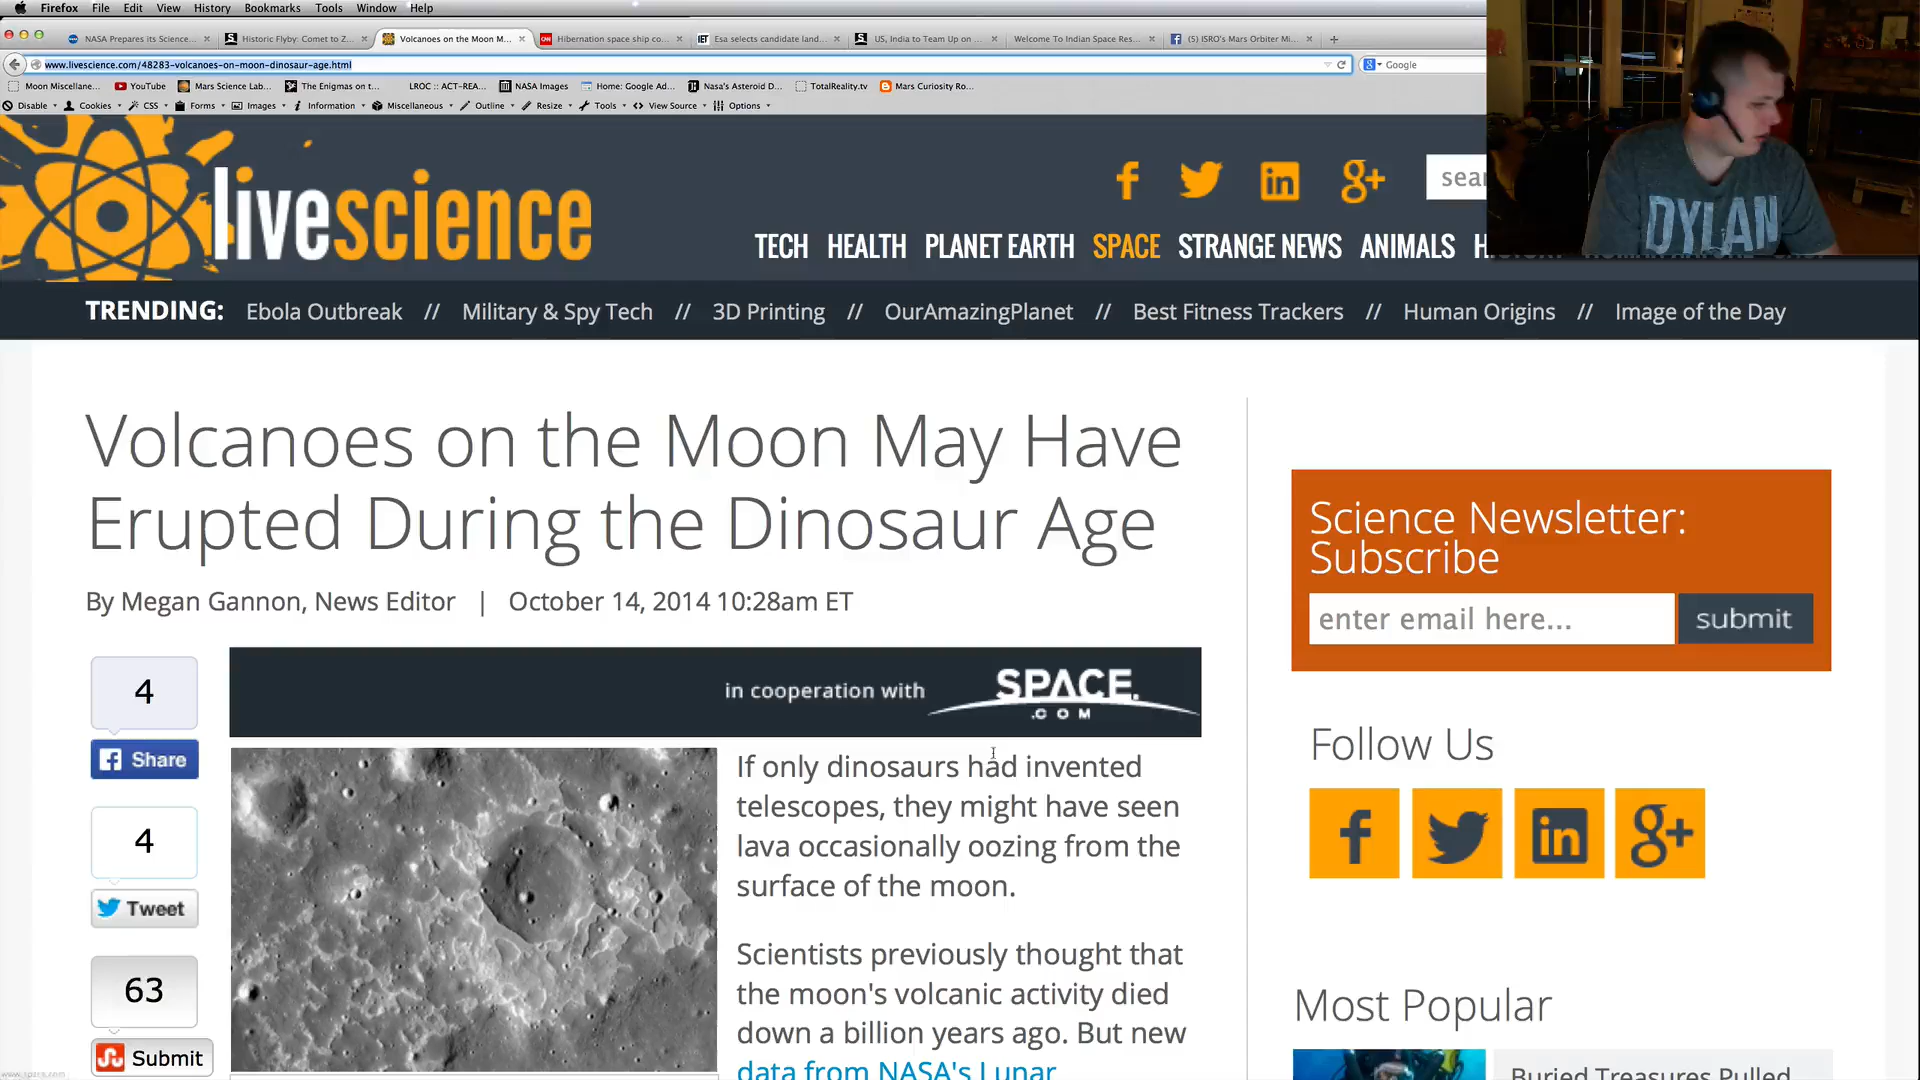 Firefox File Edit View History Bookmarks Tools Window Help
NASA Prepares its Science... Historic Flyby: Comet to Z... Volcanoes on the Moon M... Hibernation space ship co... Esa selects candidate land... US, India to Team Up on ... Welcome To Indian Space Res... (5) ISRO's Mars Orbiter Mi...
www.livescience.com/48283-volcanoes-on-moon-dinosaur-age.html Google
Moon Miscellane... YouTube Mars Science Lab... The Enigmas on t... LROC :: ACT-REA... NASA Images Home: Google Ad... Nasa's Asteroid D... TotalReality.tv Mars Curiosity Ro...
Disable Cookies CSS Forms Images Information Miscellaneous Outline Resize Tools View Source Options
livescience
sear
DYLAN
TECH HEALTH PLANET EARTH SPACE STRANGE NEWS ANIMALS
TRENDING: Ebola Outbreak // Military & Spy Tech // 3D Printing // OurAmazingPlanet // Best Fitness Trackers // Human Origins // Image of the Day
Volcanoes on the Moon May Have
Erupted During the Dinosaur Age
By Megan Gannon, News Editor | October 14, 2014 10:28am ET
4
Share
4
Tweet
63
Submit
in cooperation with SPACE.COM
If only dinosaurs had invented
telescopes, they might have seen
lava occasionally oozing from the
surface of the moon.
Scientists previously thought that
the moon's volcanic activity died
down a billion years ago. But new
data from NASA's Lunar
Science Newsletter:
Subscribe
enter email here... submit
Follow Us
Most Popular
Buried Treasures Pulled